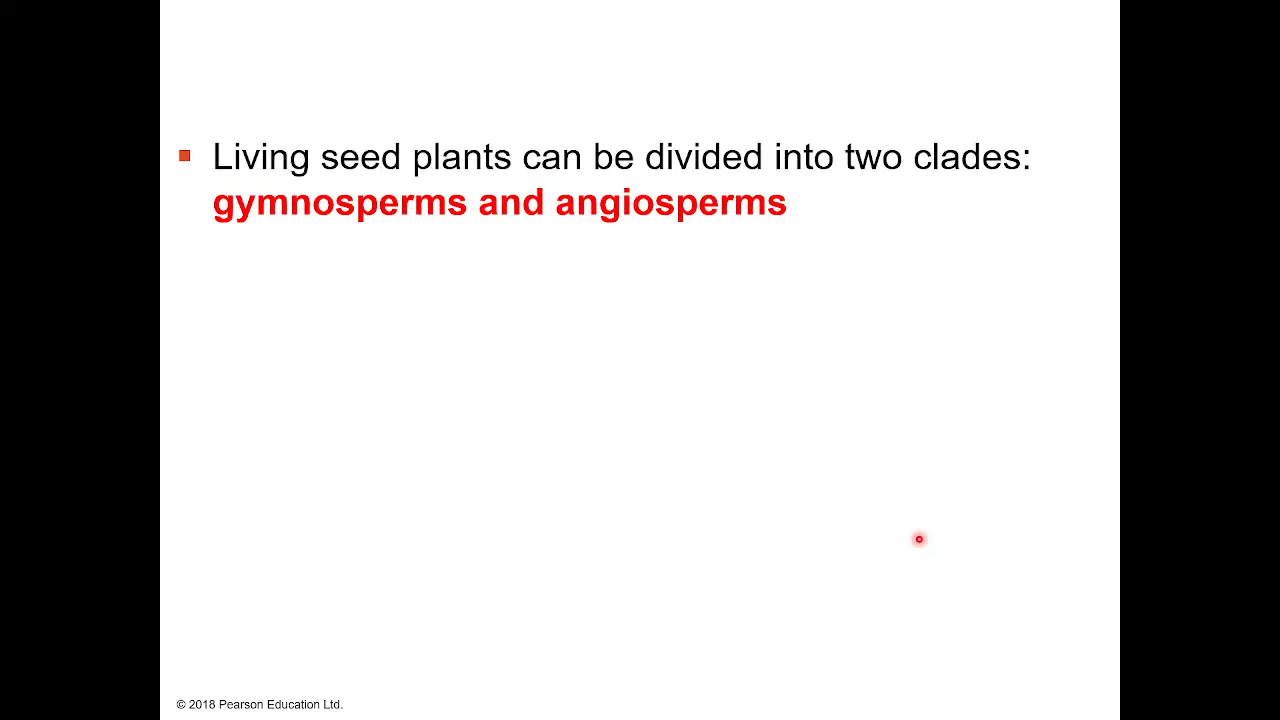 Living seed plants can be divided into two clades:
gymnosperms and angiosperms
© 2018 Pearson Education Ltd.